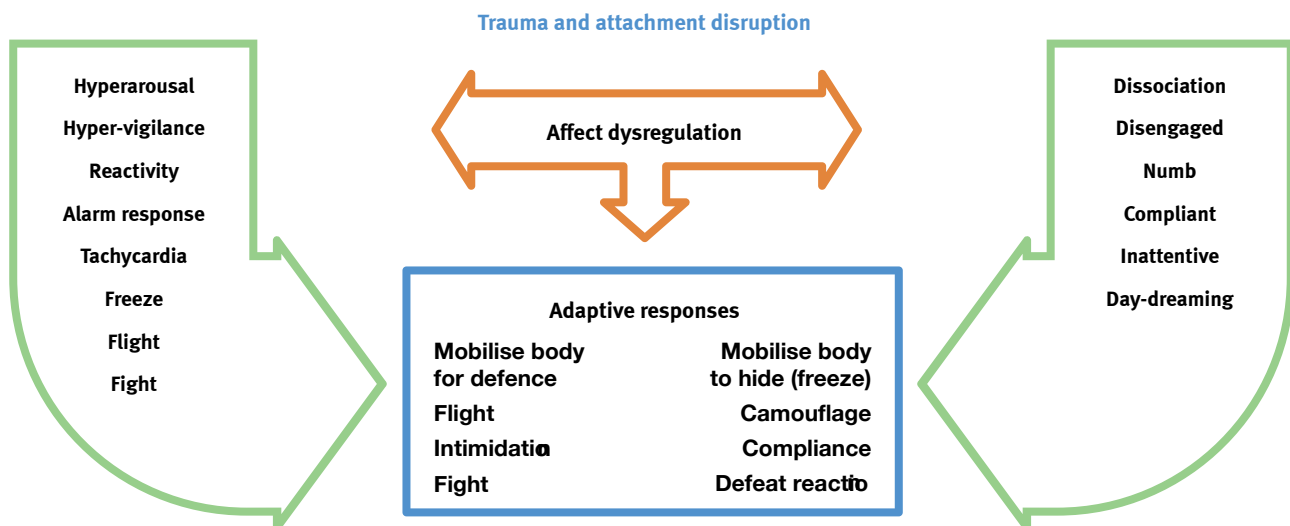 Trauma and attachment disruption
Hyperarousal
Hyper-vigilance
Reactivity
Alarm response
Tachycardia
Freeze
Flight
Fight
Affect dysregulation
Dissociation
Disengaged
Numb
Compliant
Inattentive
Day-dreaming
Adaptive responses
Mobilise body
for defence
Flight
Intimidation
Fight
Mobilise body
to hide (freeze)
Camouflage
Compliance
Defeat reactio